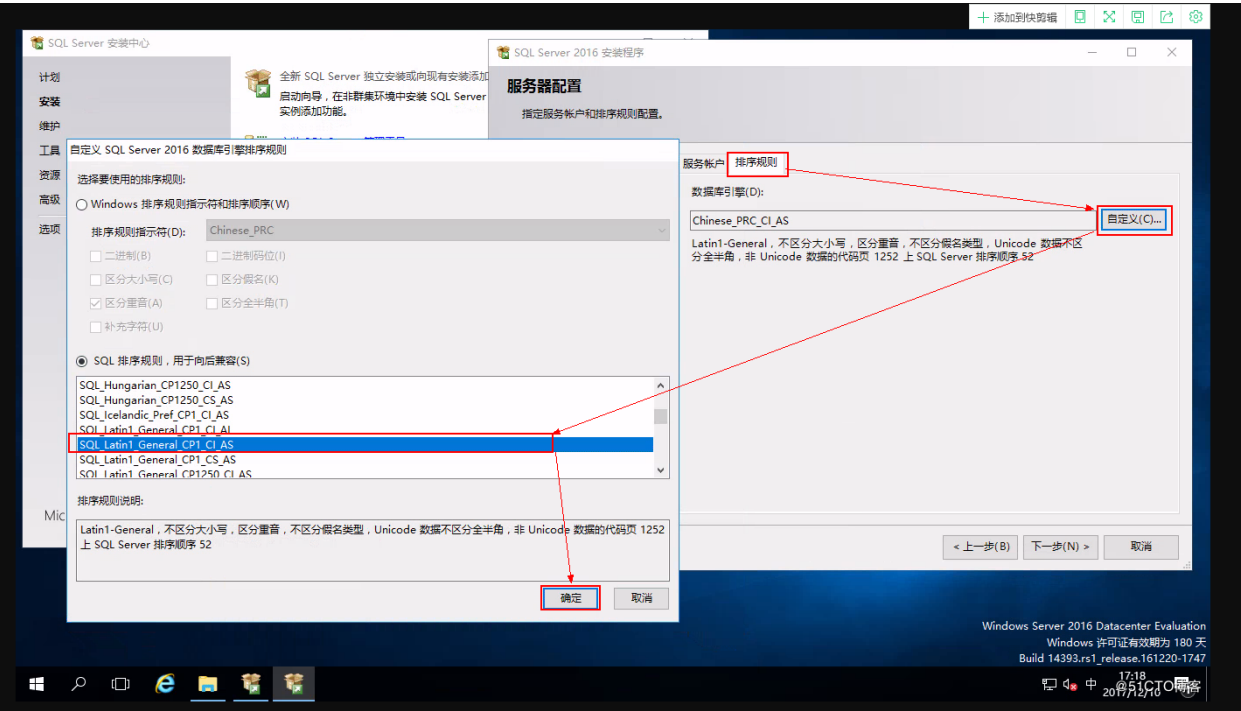 添加到快剪辑
SQL Server 安装中心
计划
安装
维护
工具
资源
高级
选项
全新 SQL Server 独立安装或向现有安装添加
启动向导，在非群集环境中安装 SQL Server
实例添加功能。
SQL Server 2016 安装程序
服务器配置
指定服务帐户和排序规则配置。
服务帐户
排序规则
数据库引擎(D):
Chinese_PRC_CI_AS
自定义(C)...
Latin1-General，不区分大小写，区分重音，不区分假名类型，Unicode 数据不区
分全半角，非 Unicode 数据的代码页 1252 上 SQL Server 排序顺序 52
< 上一步(B)
下一步(N) >
取消
自定义 SQL Server 2016 数据库引擎排序规则
选择要使用的排序规则:
Windows 排序规则指示符和排序顺序(W)
排序规则指示符(D):
Chinese_PRC
二进制(B)
二进制码位(I)
区分大小写(C)
区分假名(K)
区分重音(A)
区分全半角(T)
补充字符(U)
SQL 排序规则，用于向后兼容(S)
SQL_Hungarian_CP1250_CI_AS
SQL_Hungarian_CP1250_CS_AS
SQL_Icelandic_Pref_CP1_CI_AS
SQL_Latin1_General_CP1_CI_AI
SQL_Latin1_General_CP1_CI_AS
SQL_Latin1_General_CP1_CS_AS
SQL_Latin1_General_CP1250_CI_AS
排序规则说明:
Latin1-General，不区分大小写，区分重音，不区分假名类型，Unicode 数据不区分全半角，非 Unicode 数据的代码页 1252
上 SQL Server 排序顺序 52
确定
取消
Mic
Windows Server 2016 Datacenter Evaluation
Windows 许可证有效期为 180 天
Build 14393.rs1_release.161220-1747
中
17:18
2017/12/10
@51CTO博客